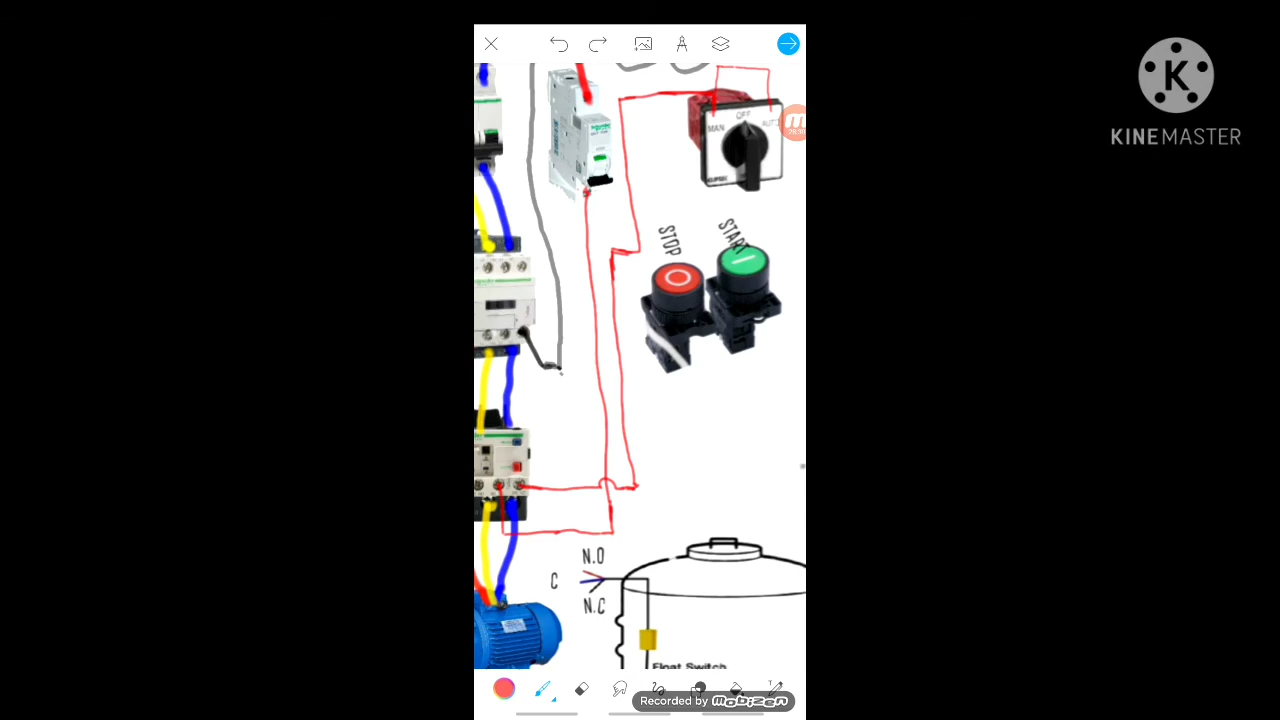 K
KINEMASTER
OFF
MAN
AUTO
STOP
START
N.O
C
N.C
Float Switch
Recorded by mobizen